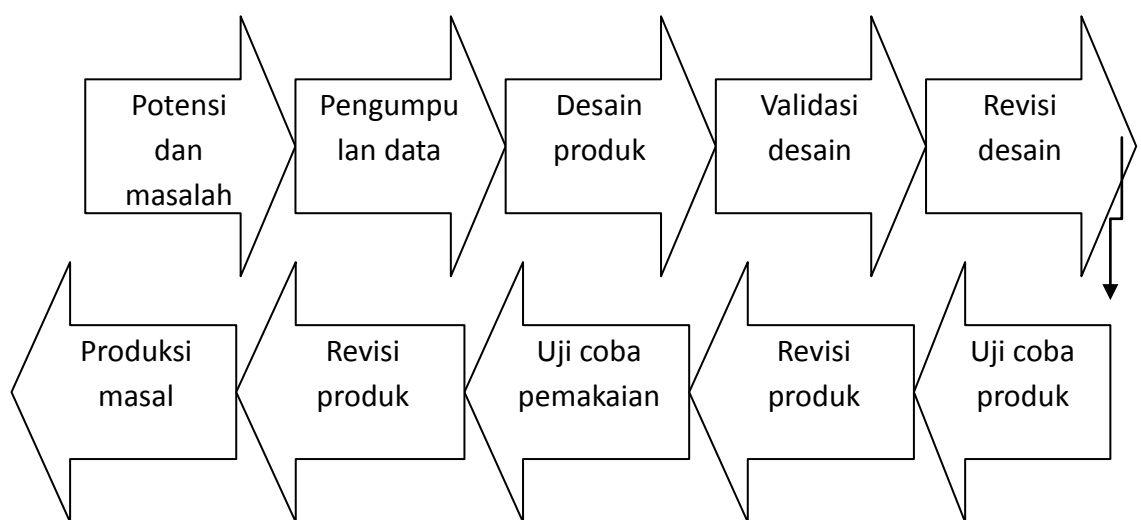 Potensi
dan
masalah
Pengumpu
lan data
Desain
produk
Validasi
desain
Revisi
desain
Uji coba
produk
Revisi
produk
Uji coba
pemakaian
Revisi
produk
Produksi
masal